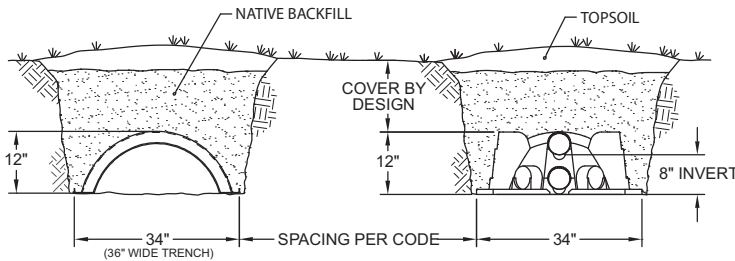 NATIVE BACKFILL
TOPSOIL
COVER BY
DESIGN
12"
12"
8" INVERT
34"
(36" WIDE TRENCH)
SPACING PER CODE
34"